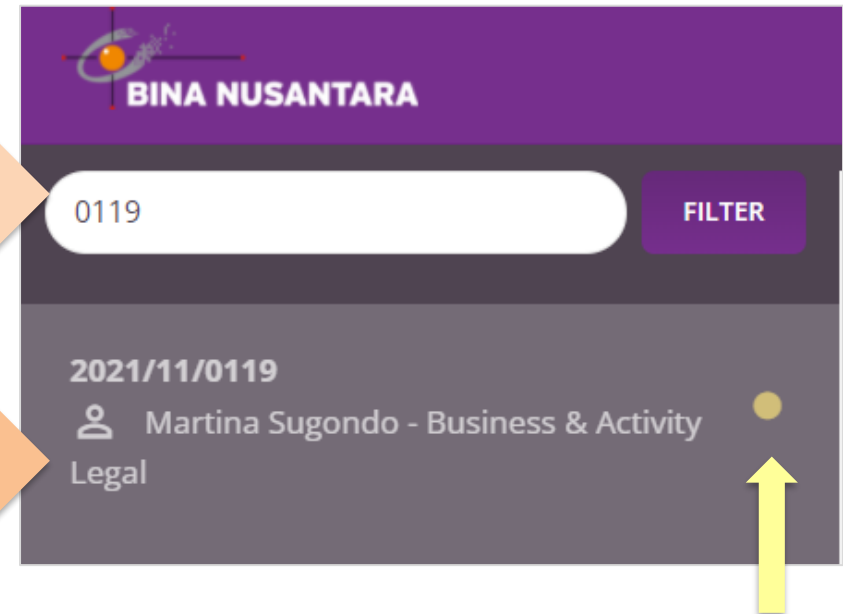 BINA NUSANTARA
0119
FILTER
2021/11/0119
Martina Sugondo - Business & Activity
Legal